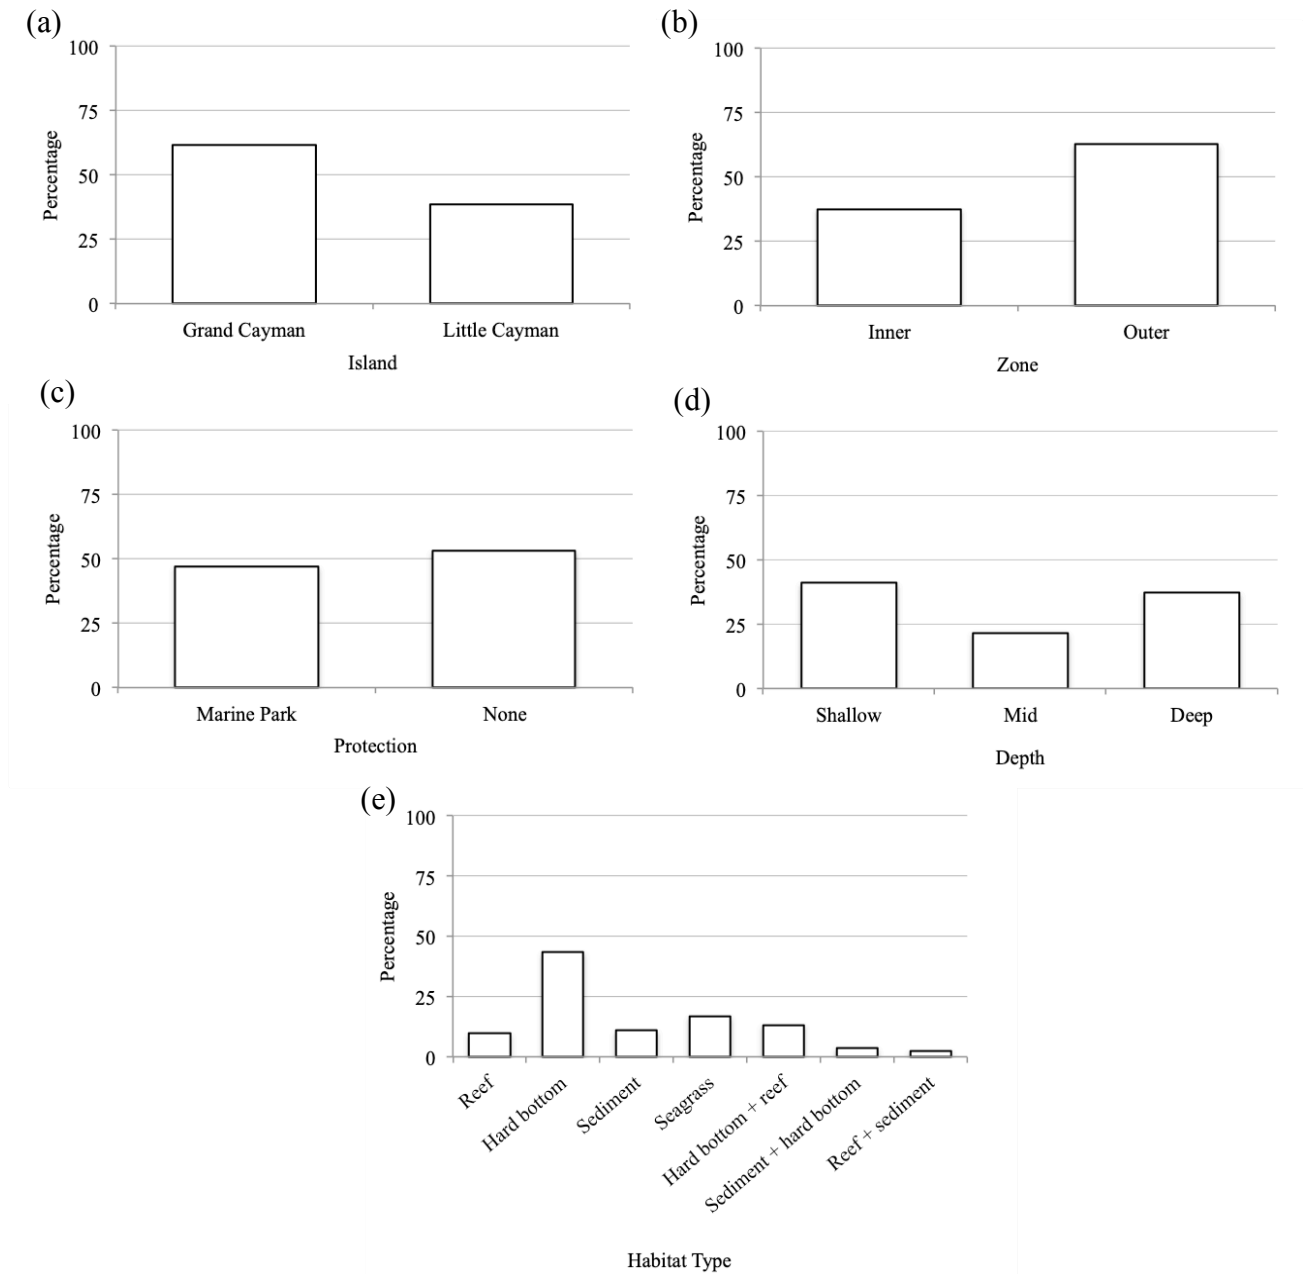 (a)
100
75
50
25
0
Percentage
Grand Cayman
Little Cayman
Island
(b)
100
75
50
25
0
Percentage
Inner
Outer
Zone
(c)
100
75
50
25
0
Percentage
Marine Park
None
Protection
(d)
100
75
50
25
0
Percentage
Shallow
Mid
Deep
Depth
(e)
100
75
50
25
0
Percentage
Reef
Hard bottom
Sediment
Seagrass
Hard bottom + reef
Sediment + hard bottom
Reef + sediment
Habitat Type